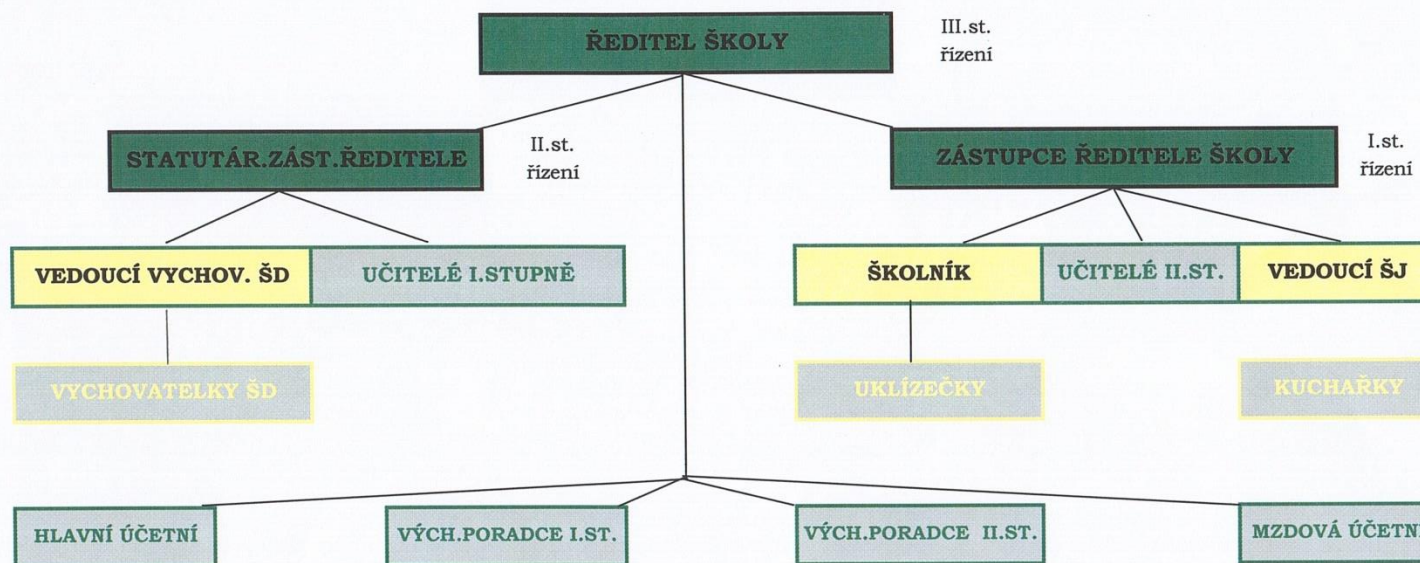 ŘEDITEL ŠKOLY
III.st.
řízení
STATUTÁR.ZÁST.ŘEDITELE
II.st.
řízení
ZÁSTUPCE ŘEDITELE ŠKOLY
I.st.
řízení
VEDOUCÍ VYCHOV. ŠD
UČITELÉ I.STUPNĚ
ŠKOLNÍK
UČITELÉ II.ST.
VEDOUCÍ ŠJ
VYCHOVATELKY ŠD
UKLÍZEČKY
KUCHAŘKY
HLAVNÍ ÚČETNÍ
VÝCH.PORADCE I.ST.
VÝCH.PORADCE II.ST.
MZDOVÁ ÚČETNÍ